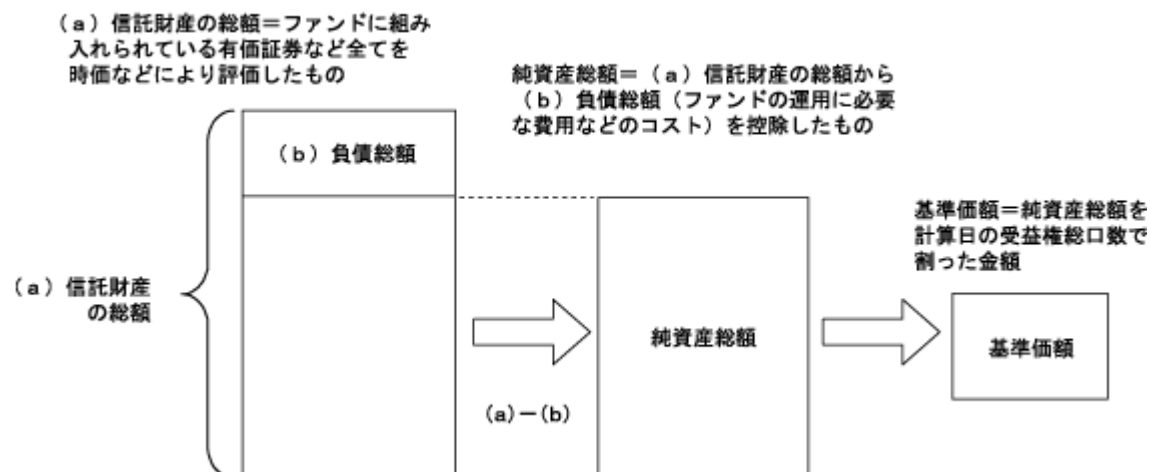 （a）信託財産の総額＝ファンドに組み
入れられている有価証券など全てを
時価などにより評価したもの
純資産総額＝（a）信託財産の総額から
（b）負債総額（ファンドの運用に必要
な費用などのコスト）を控除したもの
（b）負債総額
基準価額＝純資産総額を
計算日の受益権総口数で
割った金額
（a）信託財産
の総額
純資産総額
基準価額
(a)－(b)